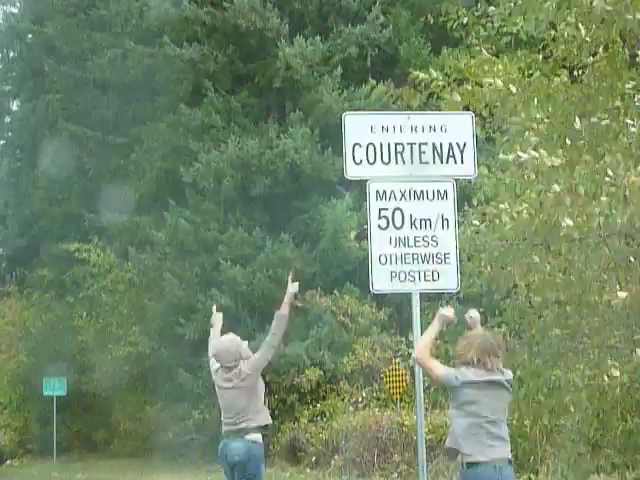 ENTERING
COURTENAY
MAXIMUM
50 km/h
UNLESS
OTHERWISE
POSTED